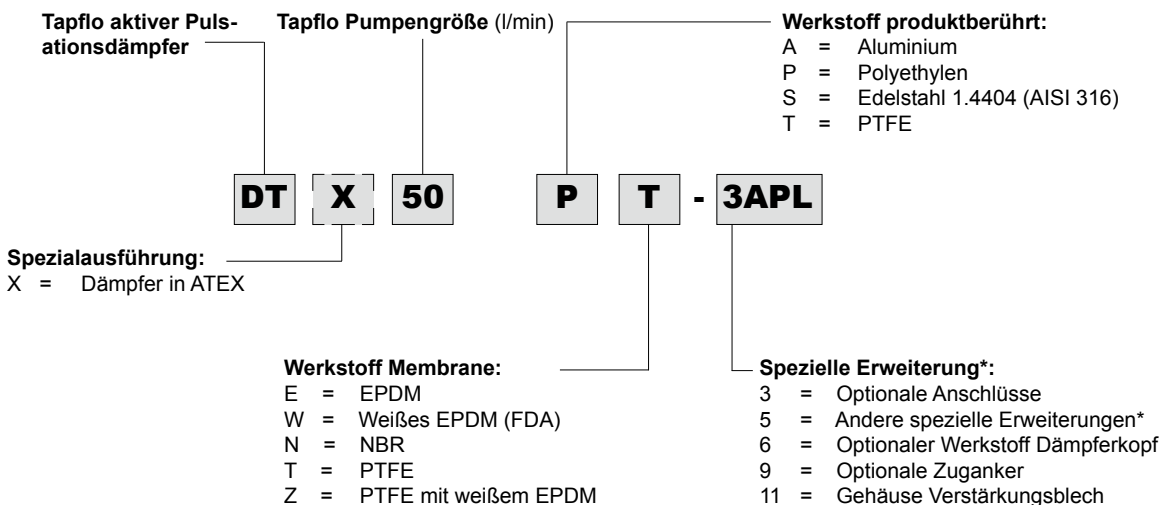 Tapflo aktiver Puls-
ationsdämpfer
Tapflo Pumpengröße (l/min)
Werkstoff produktberührt:
A = Aluminium
P = Polyethylen
S = Edelstahl 1.4404 (AISI 316)
T = PTFE
DT X 50 P T - 3APL
Spezialausführung:
X = Dämpfer in ATEX
Werkstoff Membrane:
E = EPDM
W = Weißes EPDM (FDA)
N = NBR
T = PTFE
Z = PTFE mit weißem EPDM
Spezielle Erweiterung*:
3 = Optionale Anschlüsse
5 = Andere spezielle Erweiterungen*
6 = Optionaler Werkstoff Dämpferkopf
9 = Optionale Zuganker
11 = Gehäuse Verstärkungsblech